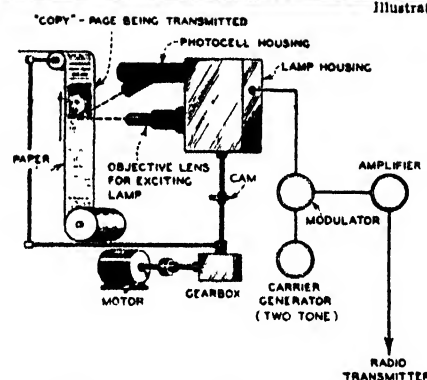 Illustrat
"COPY" - PAGE BEING TRANSMITTED
PHOTOCELL HOUSING
LAMP HOUSING
PAPER
OBJECTIVE LENS
FOR EXCITING
LAMP
CAM
AMPLIFIER
MODULATOR
MOTOR
GEARBOX
CARRIER
GENERATOR
(TWO TONE)
RADIO
TRANSMITTER